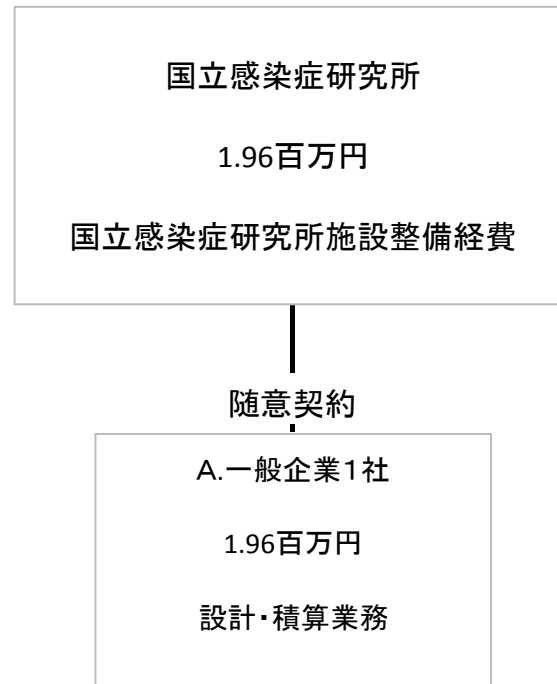 国立感染症研究所
1.96百万円
国立感染症研究所施設整備経費
随意契約
A.一般企業１社
1.96百万円
設計・積算業務